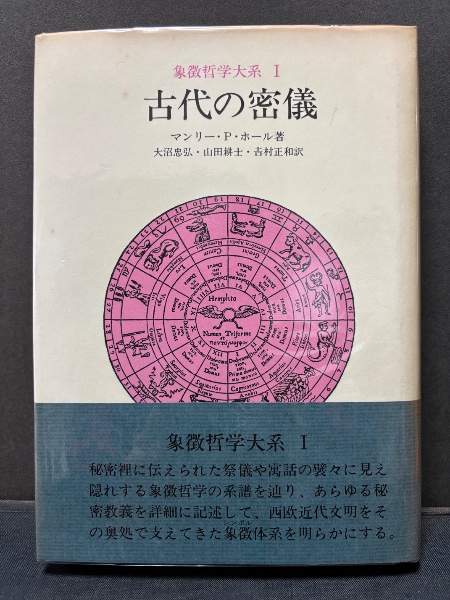 象徴哲学大系 I
古代の密儀
マンリー・P・ホール著
大沼忠弘・山田耕士・吉村正和訳
Hemphta
Numen Triforme
象徴哲学大系 I
秘密裡に伝えられた祭儀や寓話の襞々に見え
隠れする象徴哲学の系譜を辿り、あらゆる秘
密教義を詳細に記述して、西欧近代文明をそ
シンボル
の奥処で支えてきた象徴体系を明らかにする。